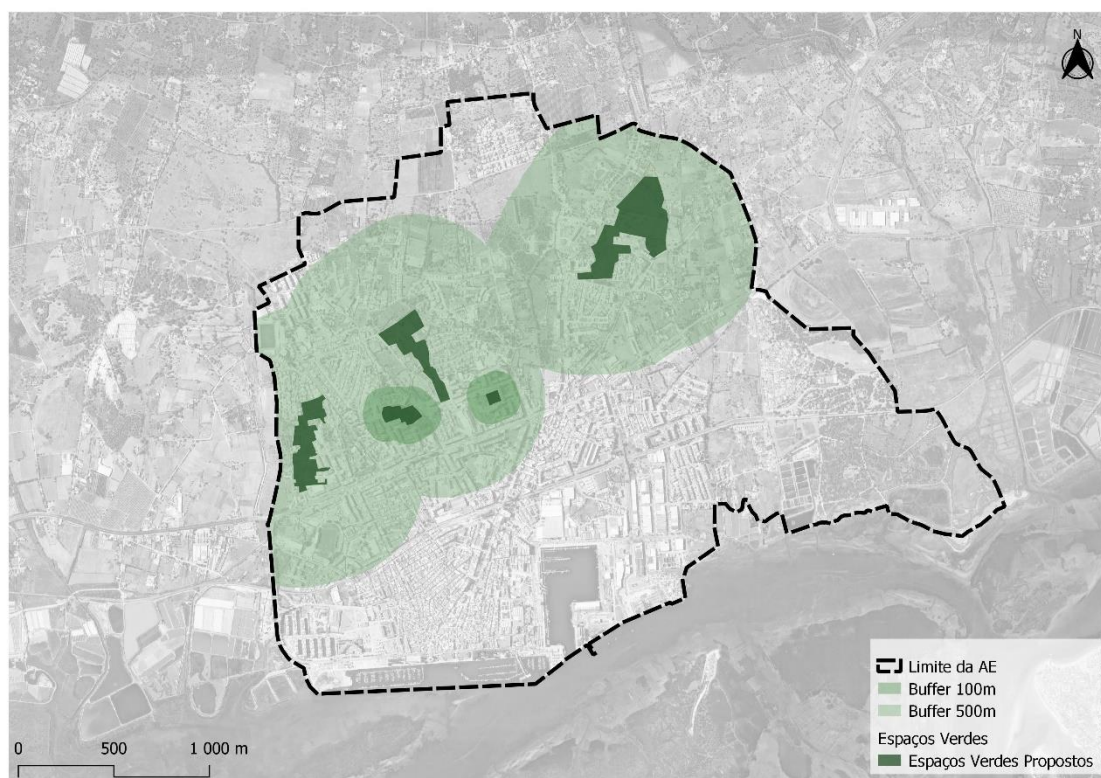 N
Limite da AE
Buffer 100m
Buffer 500m
Espaços Verdes
Espaços Verdes Propostos
0 500 1 000 m